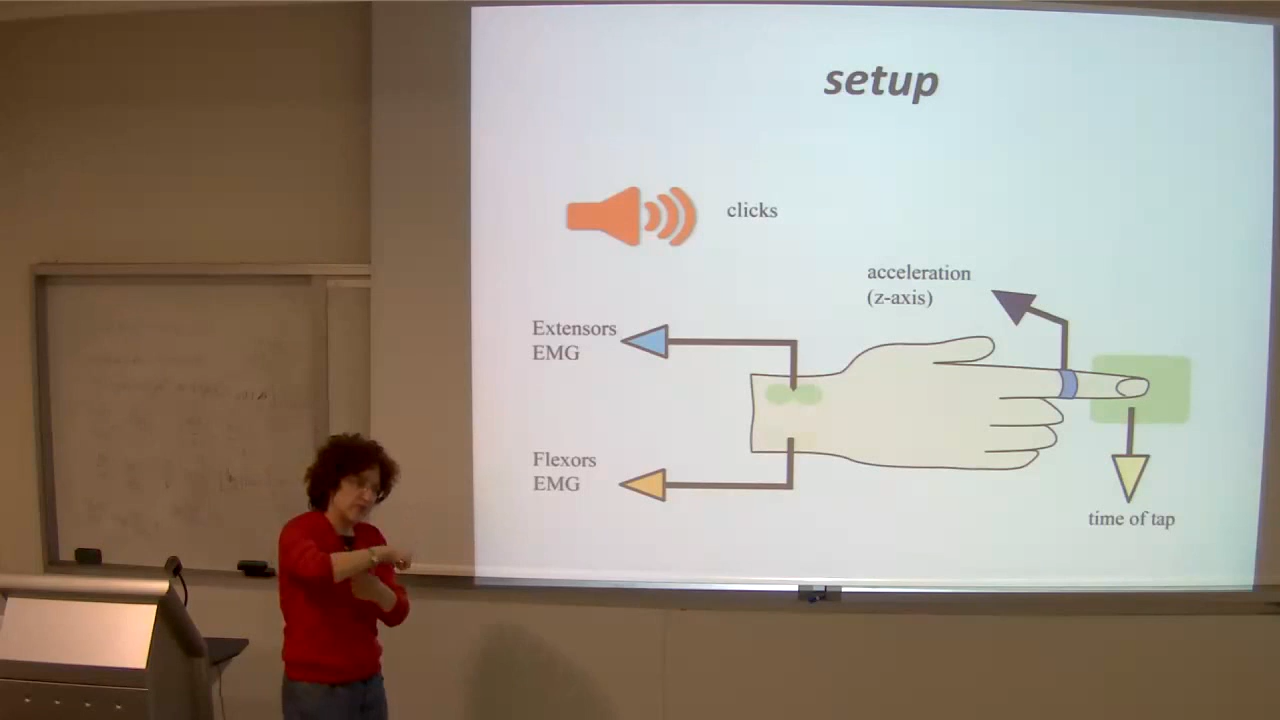 setup
clicks
acceleration
(z-axis)
Extensors
EMG
Flexors
EMG
time of tap